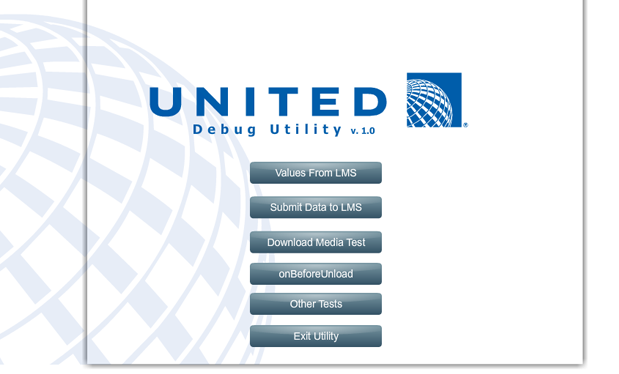 UNITED
Debug Utility v. 1.0
Values From LMS
Submit Data to LMS
Download Media Test
onBeforeUnload
Other Tests
Exit Utility